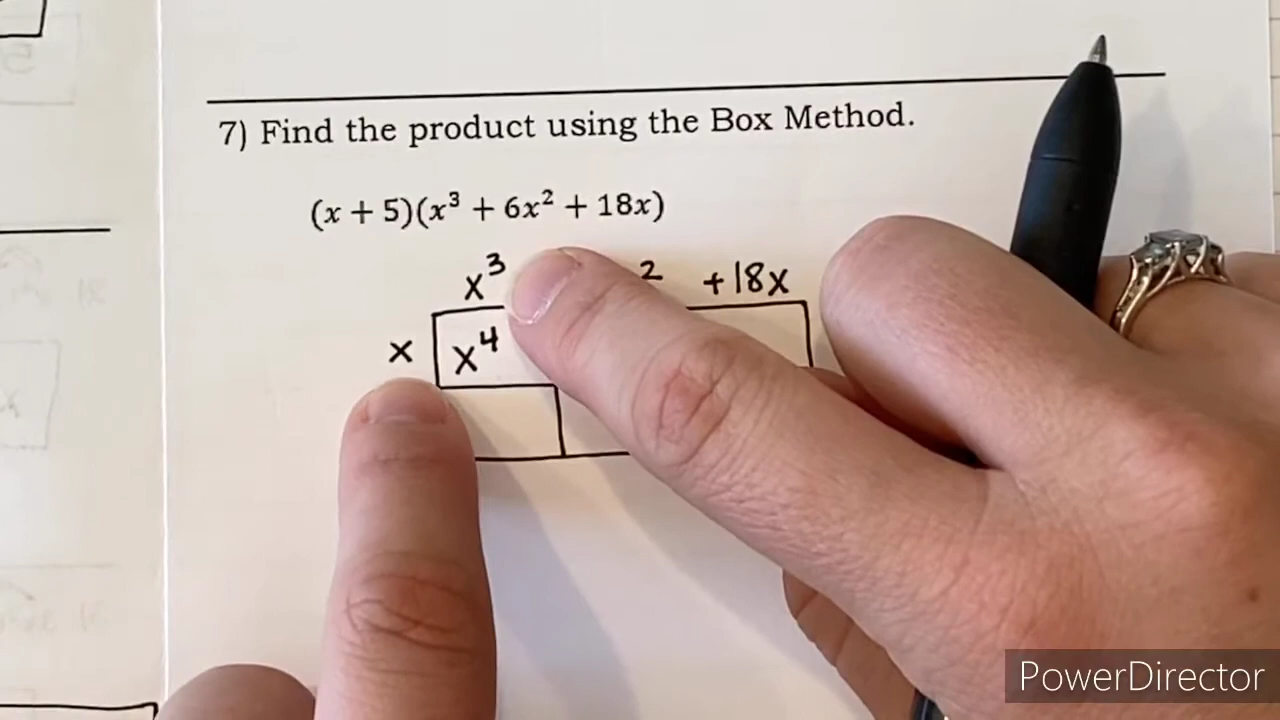 7) Find the product using the Box Method.
(x + 5)(x³ + 6x² + 18x)
x³ ² +18x
x x⁴
PowerDirector